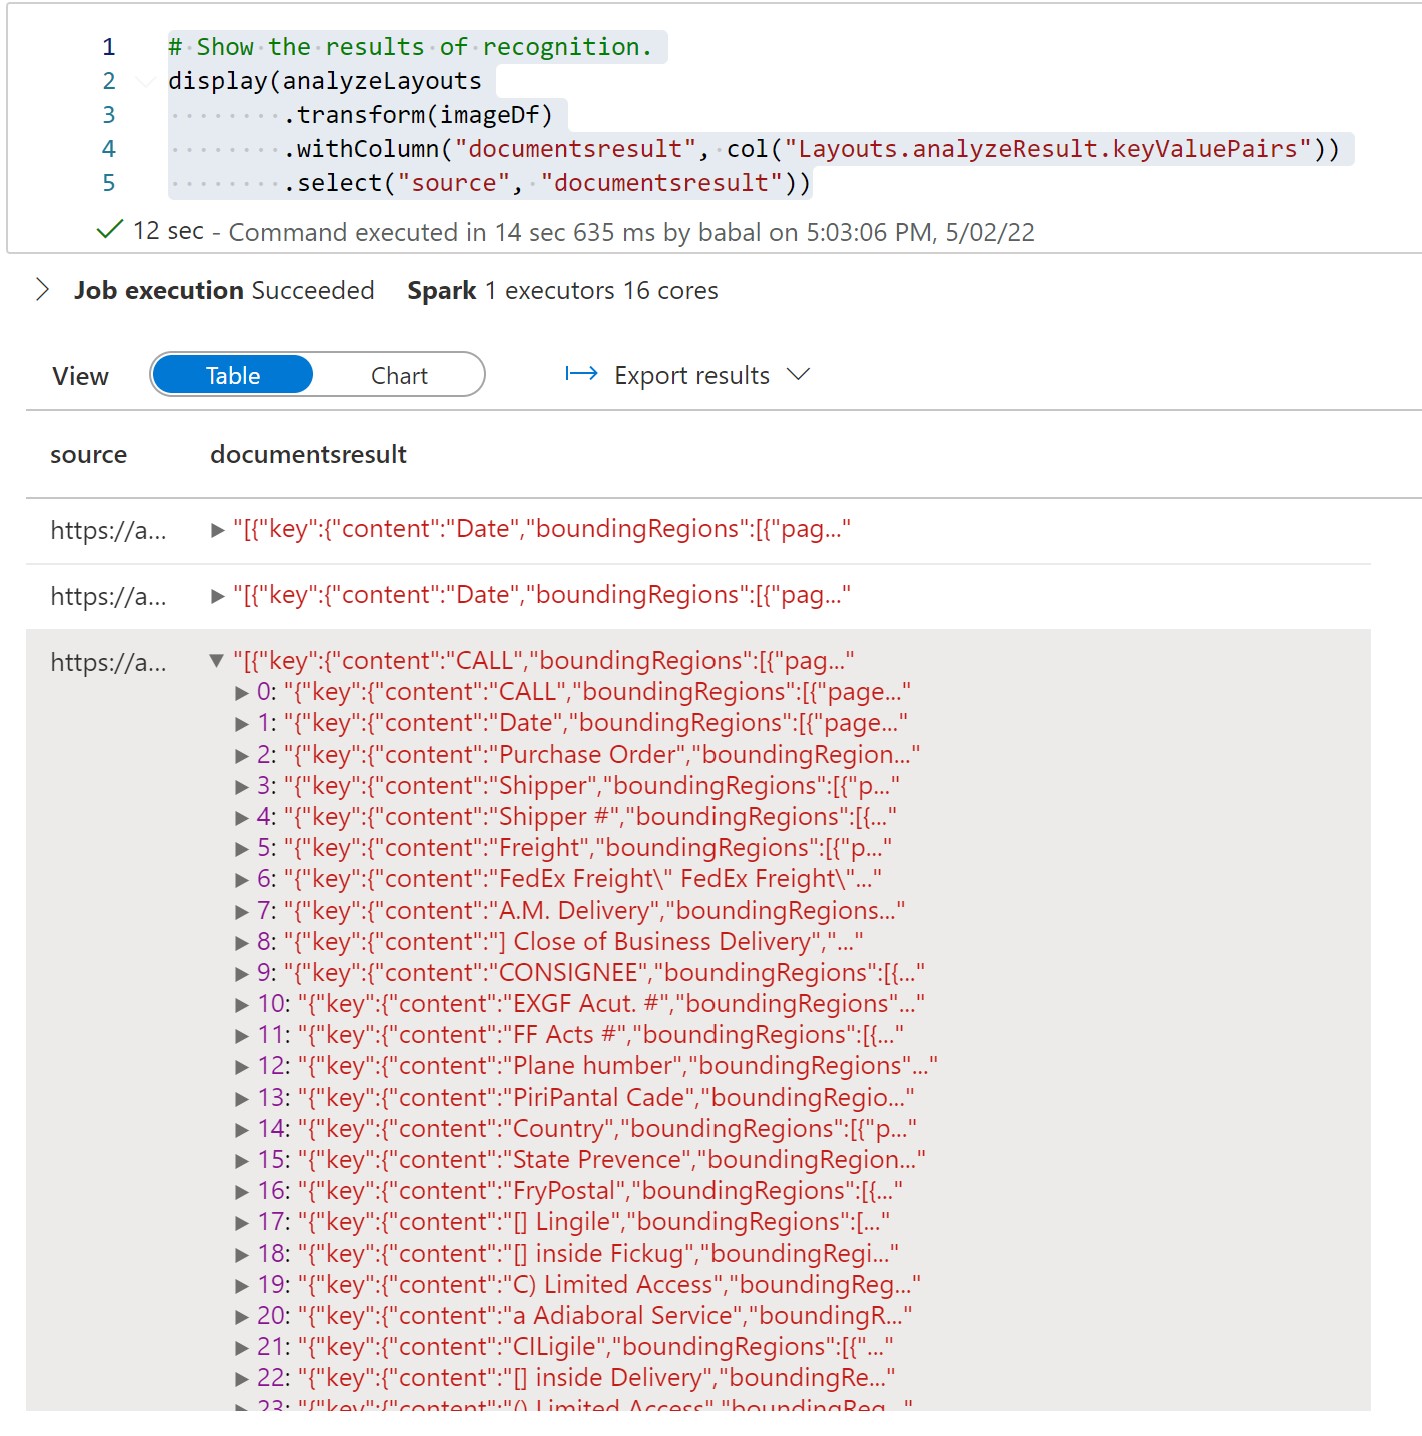 1 # Show the results of recognition.
2 display(analyzeLayouts
3 .transform(imageDf)
4 .withColumn("documentsresult", col("Layouts.analyzeResult.keyValuePairs"))
5 .select("source", "documentsresult"))
12 sec - Command executed in 14 sec 635 ms by babal on 5:03:06 PM, 5/02/22
Job execution Succeeded Spark 1 executors 16 cores
View Table Chart Export results
source documentsresult
https://a... "[{"key":{"content":"Date","boundingRegions":[{"pag..."
https://a... "[{"key":{"content":"Date","boundingRegions":[{"pag..."
https://a... "[{"key":{"content":"CALL","boundingRegions":[{"pag..."
0: "{"key":{"content":"CALL","boundingRegions":[{"page..."
1: "{"key":{"content":"Date","boundingRegions":[{"page..."
2: "{"key":{"content":"Purchase Order","boundingRegion..."
3: "{"key":{"content":"Shipper","boundingRegions":[{"p..."
4: "{"key":{"content":"Shipper #","boundingRegions":[{..."
5: "{"key":{"content":"Freight","boundingRegions":[{"p..."
6: "{"key":{"content":"FedEx Freight\" FedEx Freight\"..."
7: "{"key":{"content":"A.M. Delivery","boundingRegions..."
8: "{"key":{"content":"] Close of Business Delivery","..."
9: "{"key":{"content":"CONSIGNEE","boundingRegions":[{..."
10: "{"key":{"content":"EXGF Acut. #","boundingRegions"..."
11: "{"key":{"content":"FF Acts #","boundingRegions":[{..."
12: "{"key":{"content":"Plane humber","boundingRegions"..."
13: "{"key":{"content":"PiriPantal Cade","boundingRegio..."
14: "{"key":{"content":"Country","boundingRegions":[{"p..."
15: "{"key":{"content":"State Prevence","boundingRegion..."
16: "{"key":{"content":"FryPostal","boundingRegions":[{..."
17: "{"key":{"content":"[] Lingile","boundingRegions":[..."
18: "{"key":{"content":"[] inside Fickug","boundingRegi..."
19: "{"key":{"content":"C) Limited Access","boundingReg..."
20: "{"key":{"content":"a Adiaboral Service","boundingR..."
21: "{"key":{"content":"CILigile","boundingRegions":[{"..."
22: "{"key":{"content":"[] inside Delivery","boundingRe..."
23: "{"key":{"content":"() Limited Access","boundingReg..."